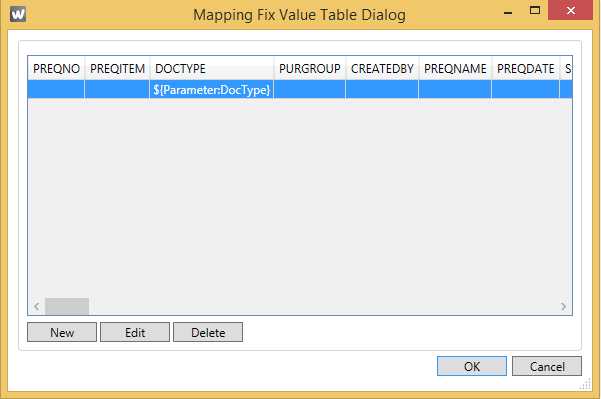 Mapping Fix Value Table Dialog
PREQNO PREQITEM DOCTYPE PURGROUP CREATEDBY PREQNAME PREQDATE S
${Parameter:DocType}
New Edit Delete
OK Cancel